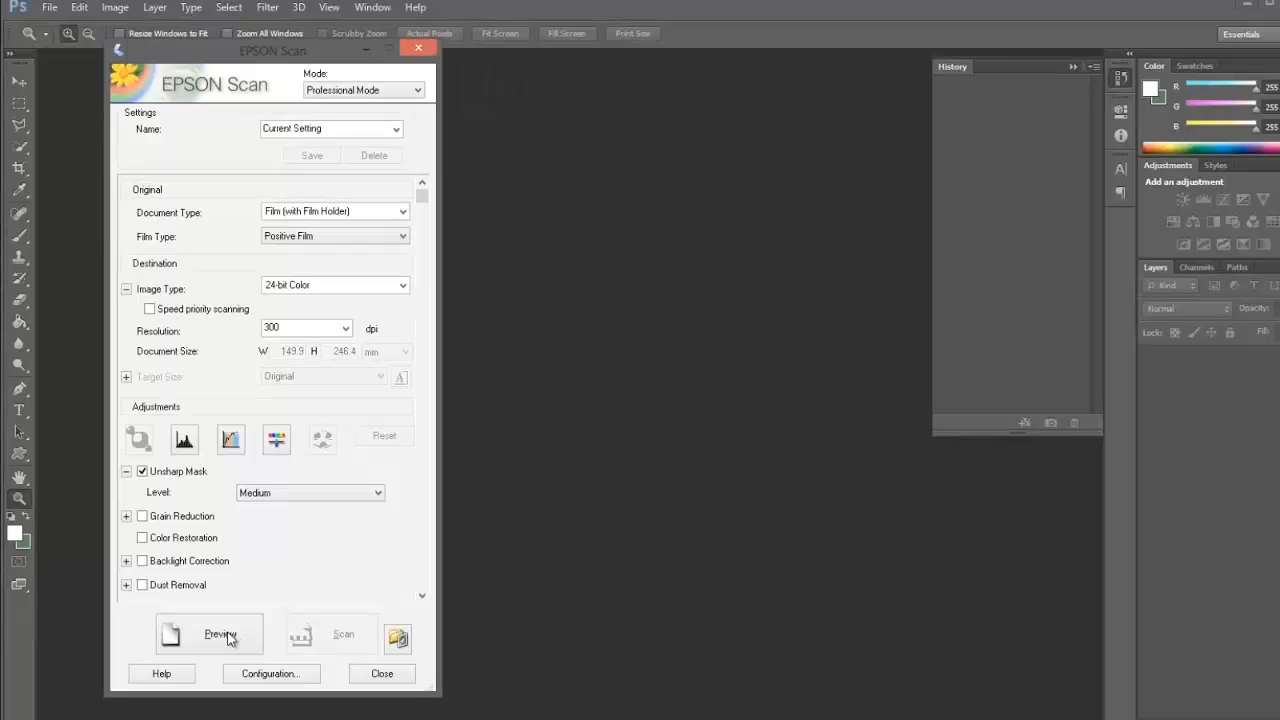 Ps File Edit Image Layer Type Select Filter 3D View Window Help
Resize Windows to Fit Zoom All Windows Scrubby Zoom Actual Pixels Fit Screen Fill Screen Print Size Essentials
EPSON Scan
EPSON Scan
Mode:
Professional Mode
Settings
Name: Current Setting
Save Delete
Original
Document Type: Film (with Film Holder)
Film Type: Positive Film
Destination
Image Type: 24-bit Color
Speed priority scanning
Resolution: 300 dpi
Document Size: W 149.9 H 246.4 mm
Target Size: Original
Adjustments
Reset
Unsharp Mask
Level: Medium
Grain Reduction
Color Restoration
Backlight Correction
Dust Removal
Preview Scan
Help Configuration... Close
History
Color Swatches
R 255
G 255
B 255
Adjustments Styles
Add an adjustment
Layers Channels Paths
Kind
Normal Opacity:
Lock: Fill: